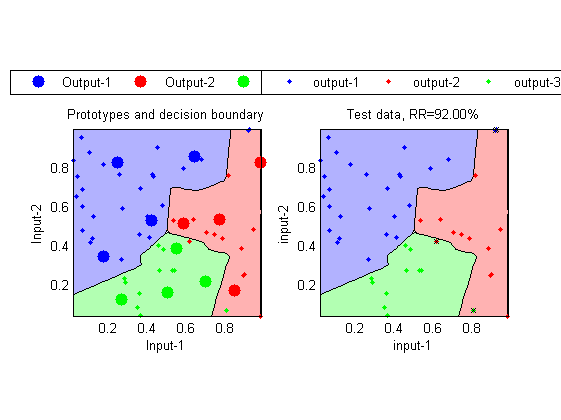 Output-1 Output-2 output-1 output-2 output-3
Prototypes and decision boundary Test data, RR=92.00%
Input-2
0.8
0.6
0.4
0.2
0.2 0.4 0.6 0.8
Input-1
input-2
0.8
0.6
0.4
0.2
0.2 0.4 0.6 0.8
input-1